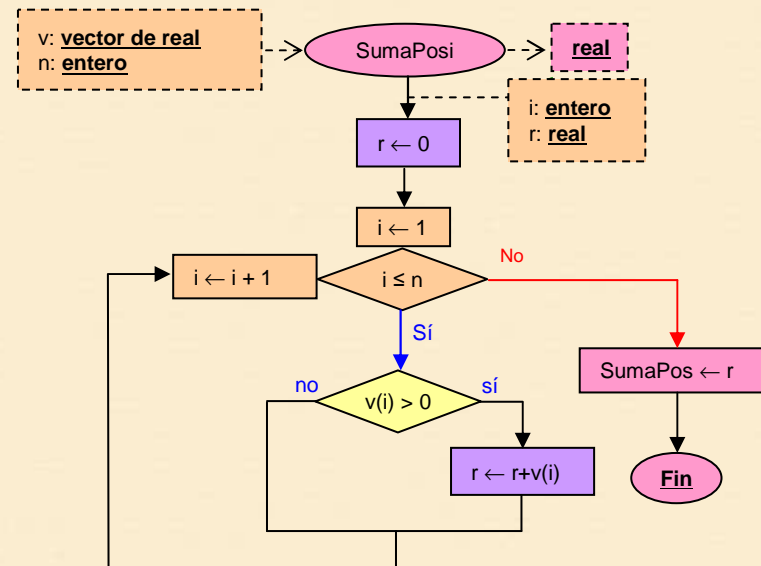 v: vector de real
n: entero
SumaPosi
real
i: entero
r: real
r ← 0
i ← 1
i ← i + 1
i ≤ n
No
Sí
SumaPos ← r
no
v(i) > 0
sí
r ← r+v(i)
Fin